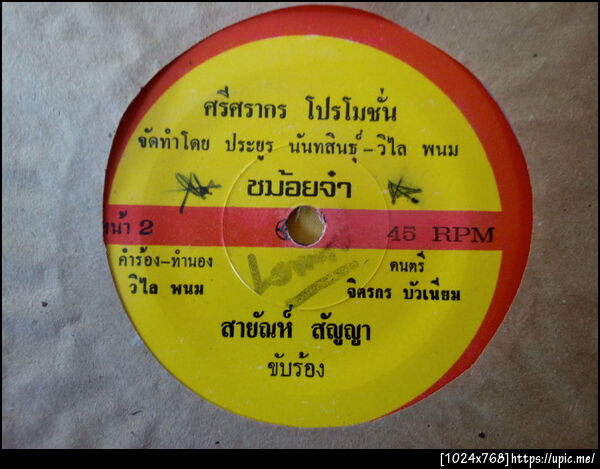 ศรีศรากร โปรโมชั่น
จัดทำโดย ประยูร นันทสินธุ์-วิไล พนม
ชม้อยจ๋า
หน้า 2 45 RPM
คำร้อง-ทำนอง ดนตรี
วิไล พนม จิตรกร บัวเนียม
สายัณห์ สัญญา
ขับร้อง
[1024x768]https://upic.me/